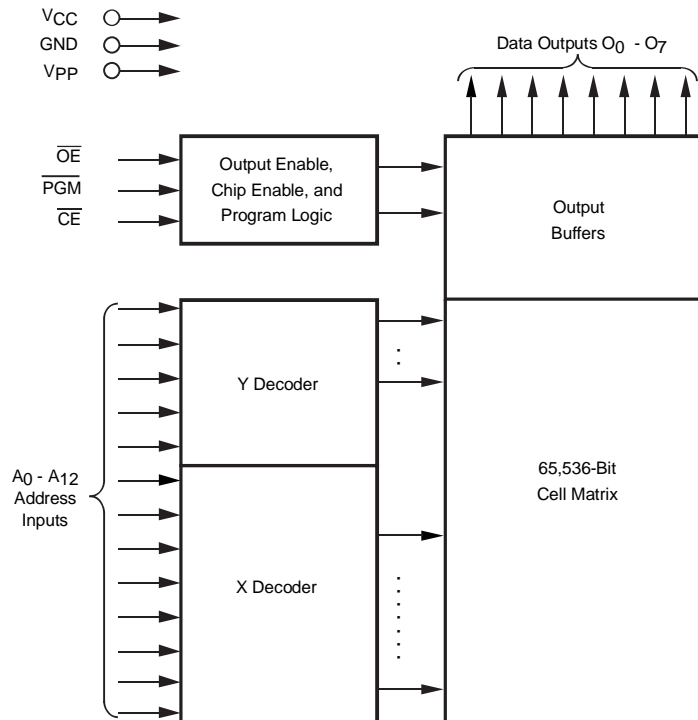 VCC
GND
VPP
Data Outputs O0 - O7
OE
PGM
CE
Output Enable,
Chip Enable, and
Program Logic
Output
Buffers
Y Decoder
A0 - A12
Address
Inputs
65,536-Bit
Cell Matrix
X Decoder